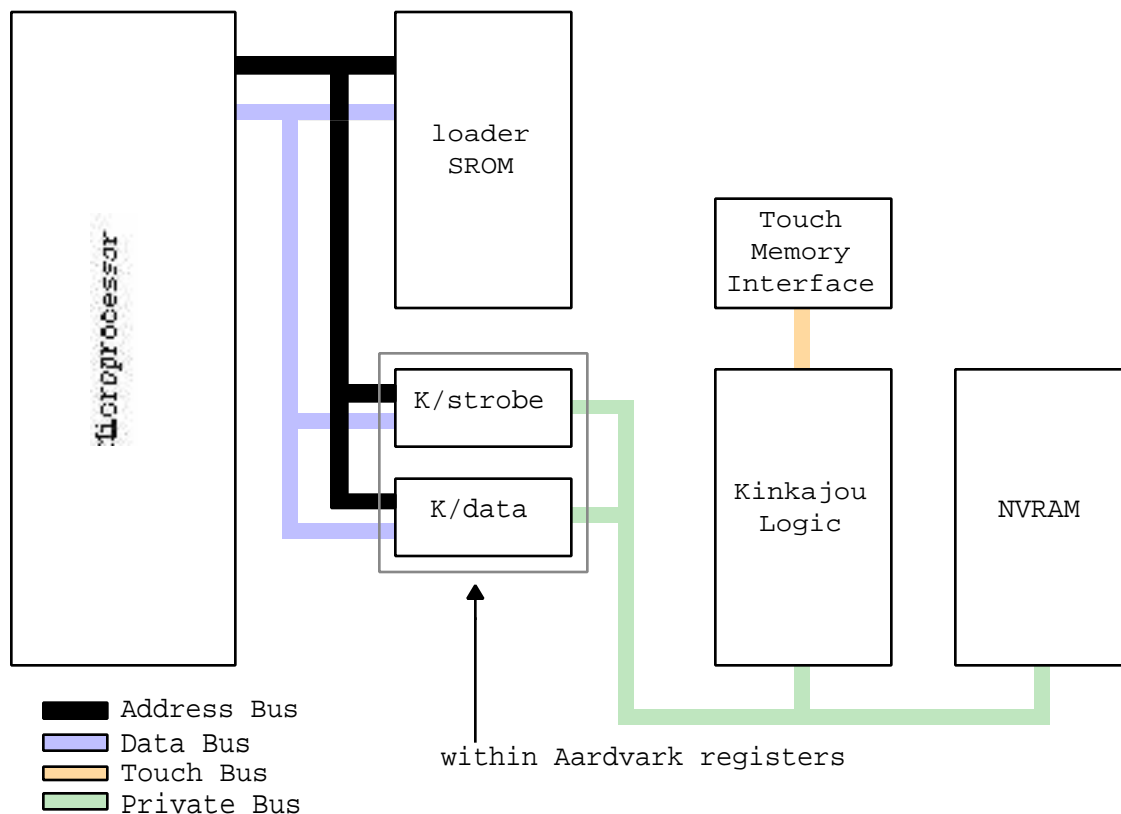 Microprocessor
loader
SROM
Touch
Memory
Interface
K/strobe
K/data
Kinkajou
Logic
NVRAM
within Aardvark registers
Address Bus
Data Bus
Touch Bus
Private Bus